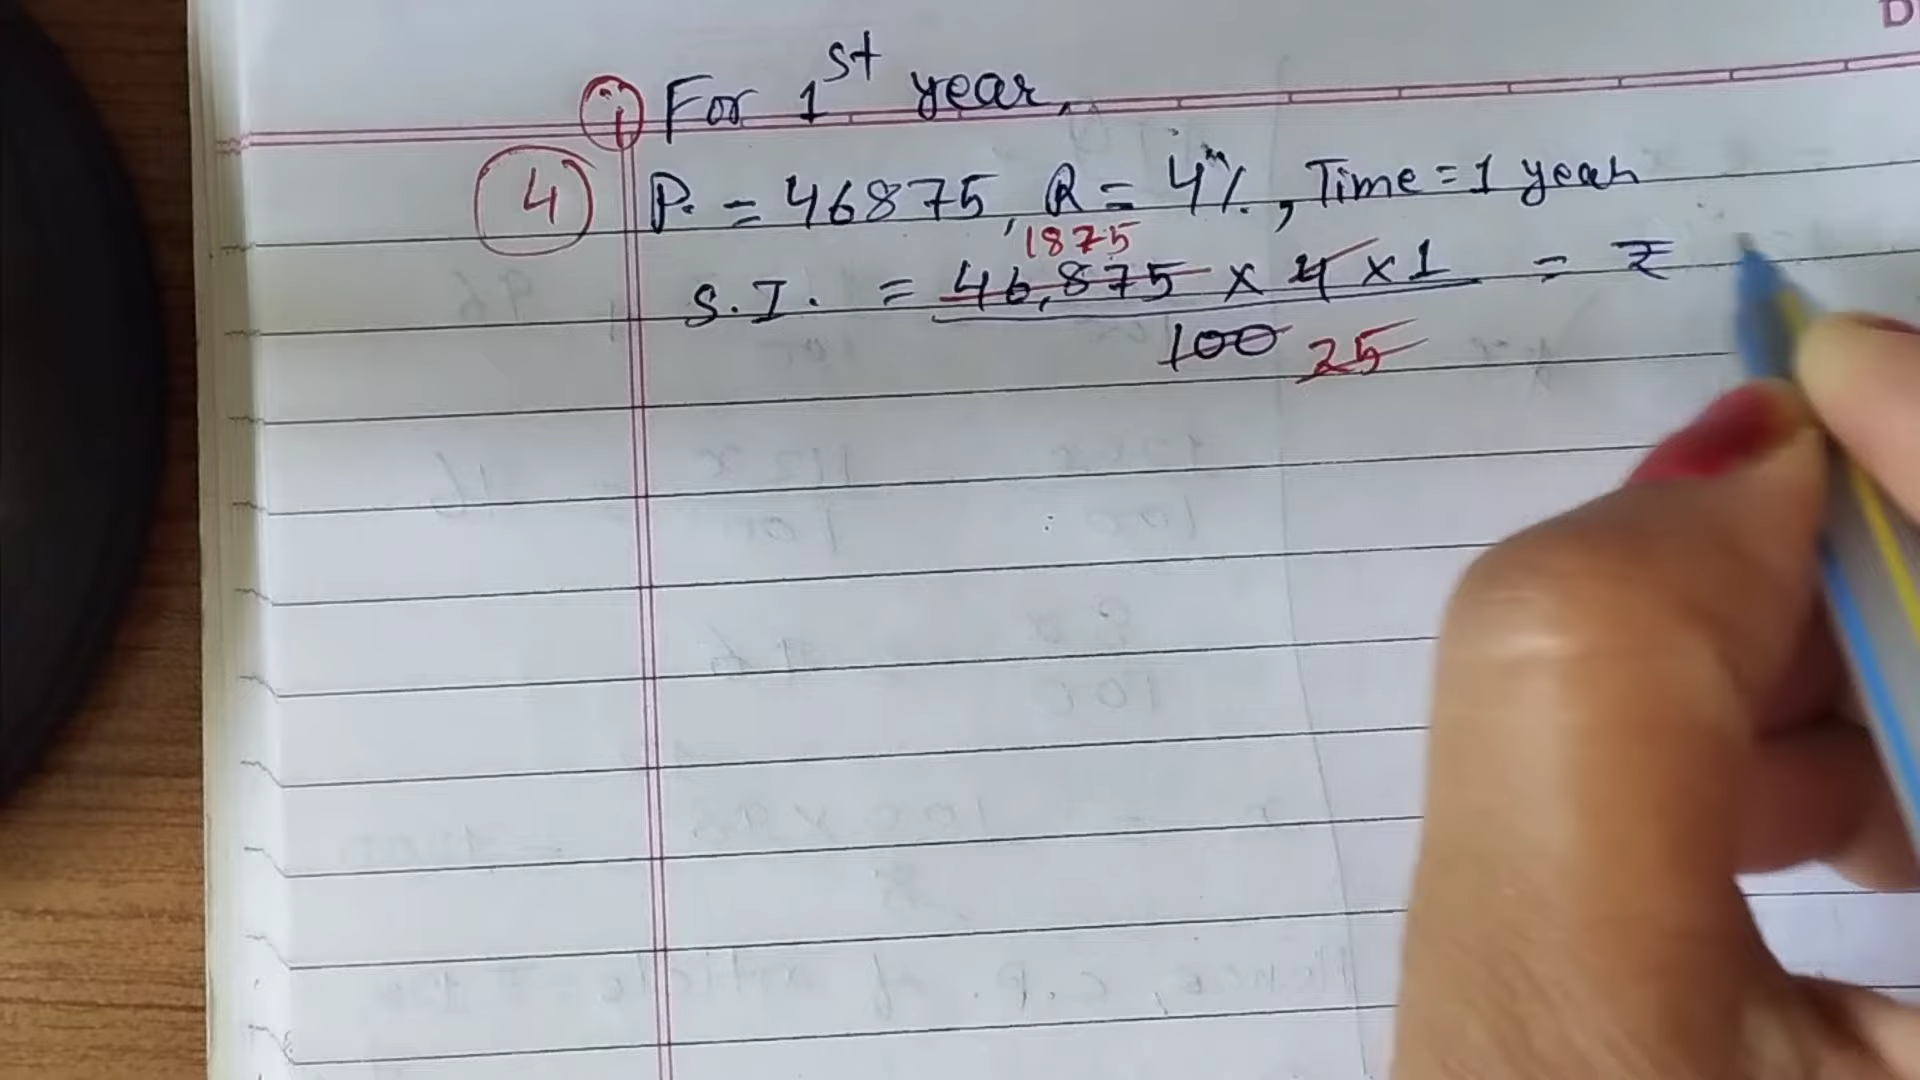 (i) For 1st year,
(4) P. = 46875, R = 4%, Time = 1 year
1875
S.I. = 46,875 x 4 x 1 = ₹
100 25